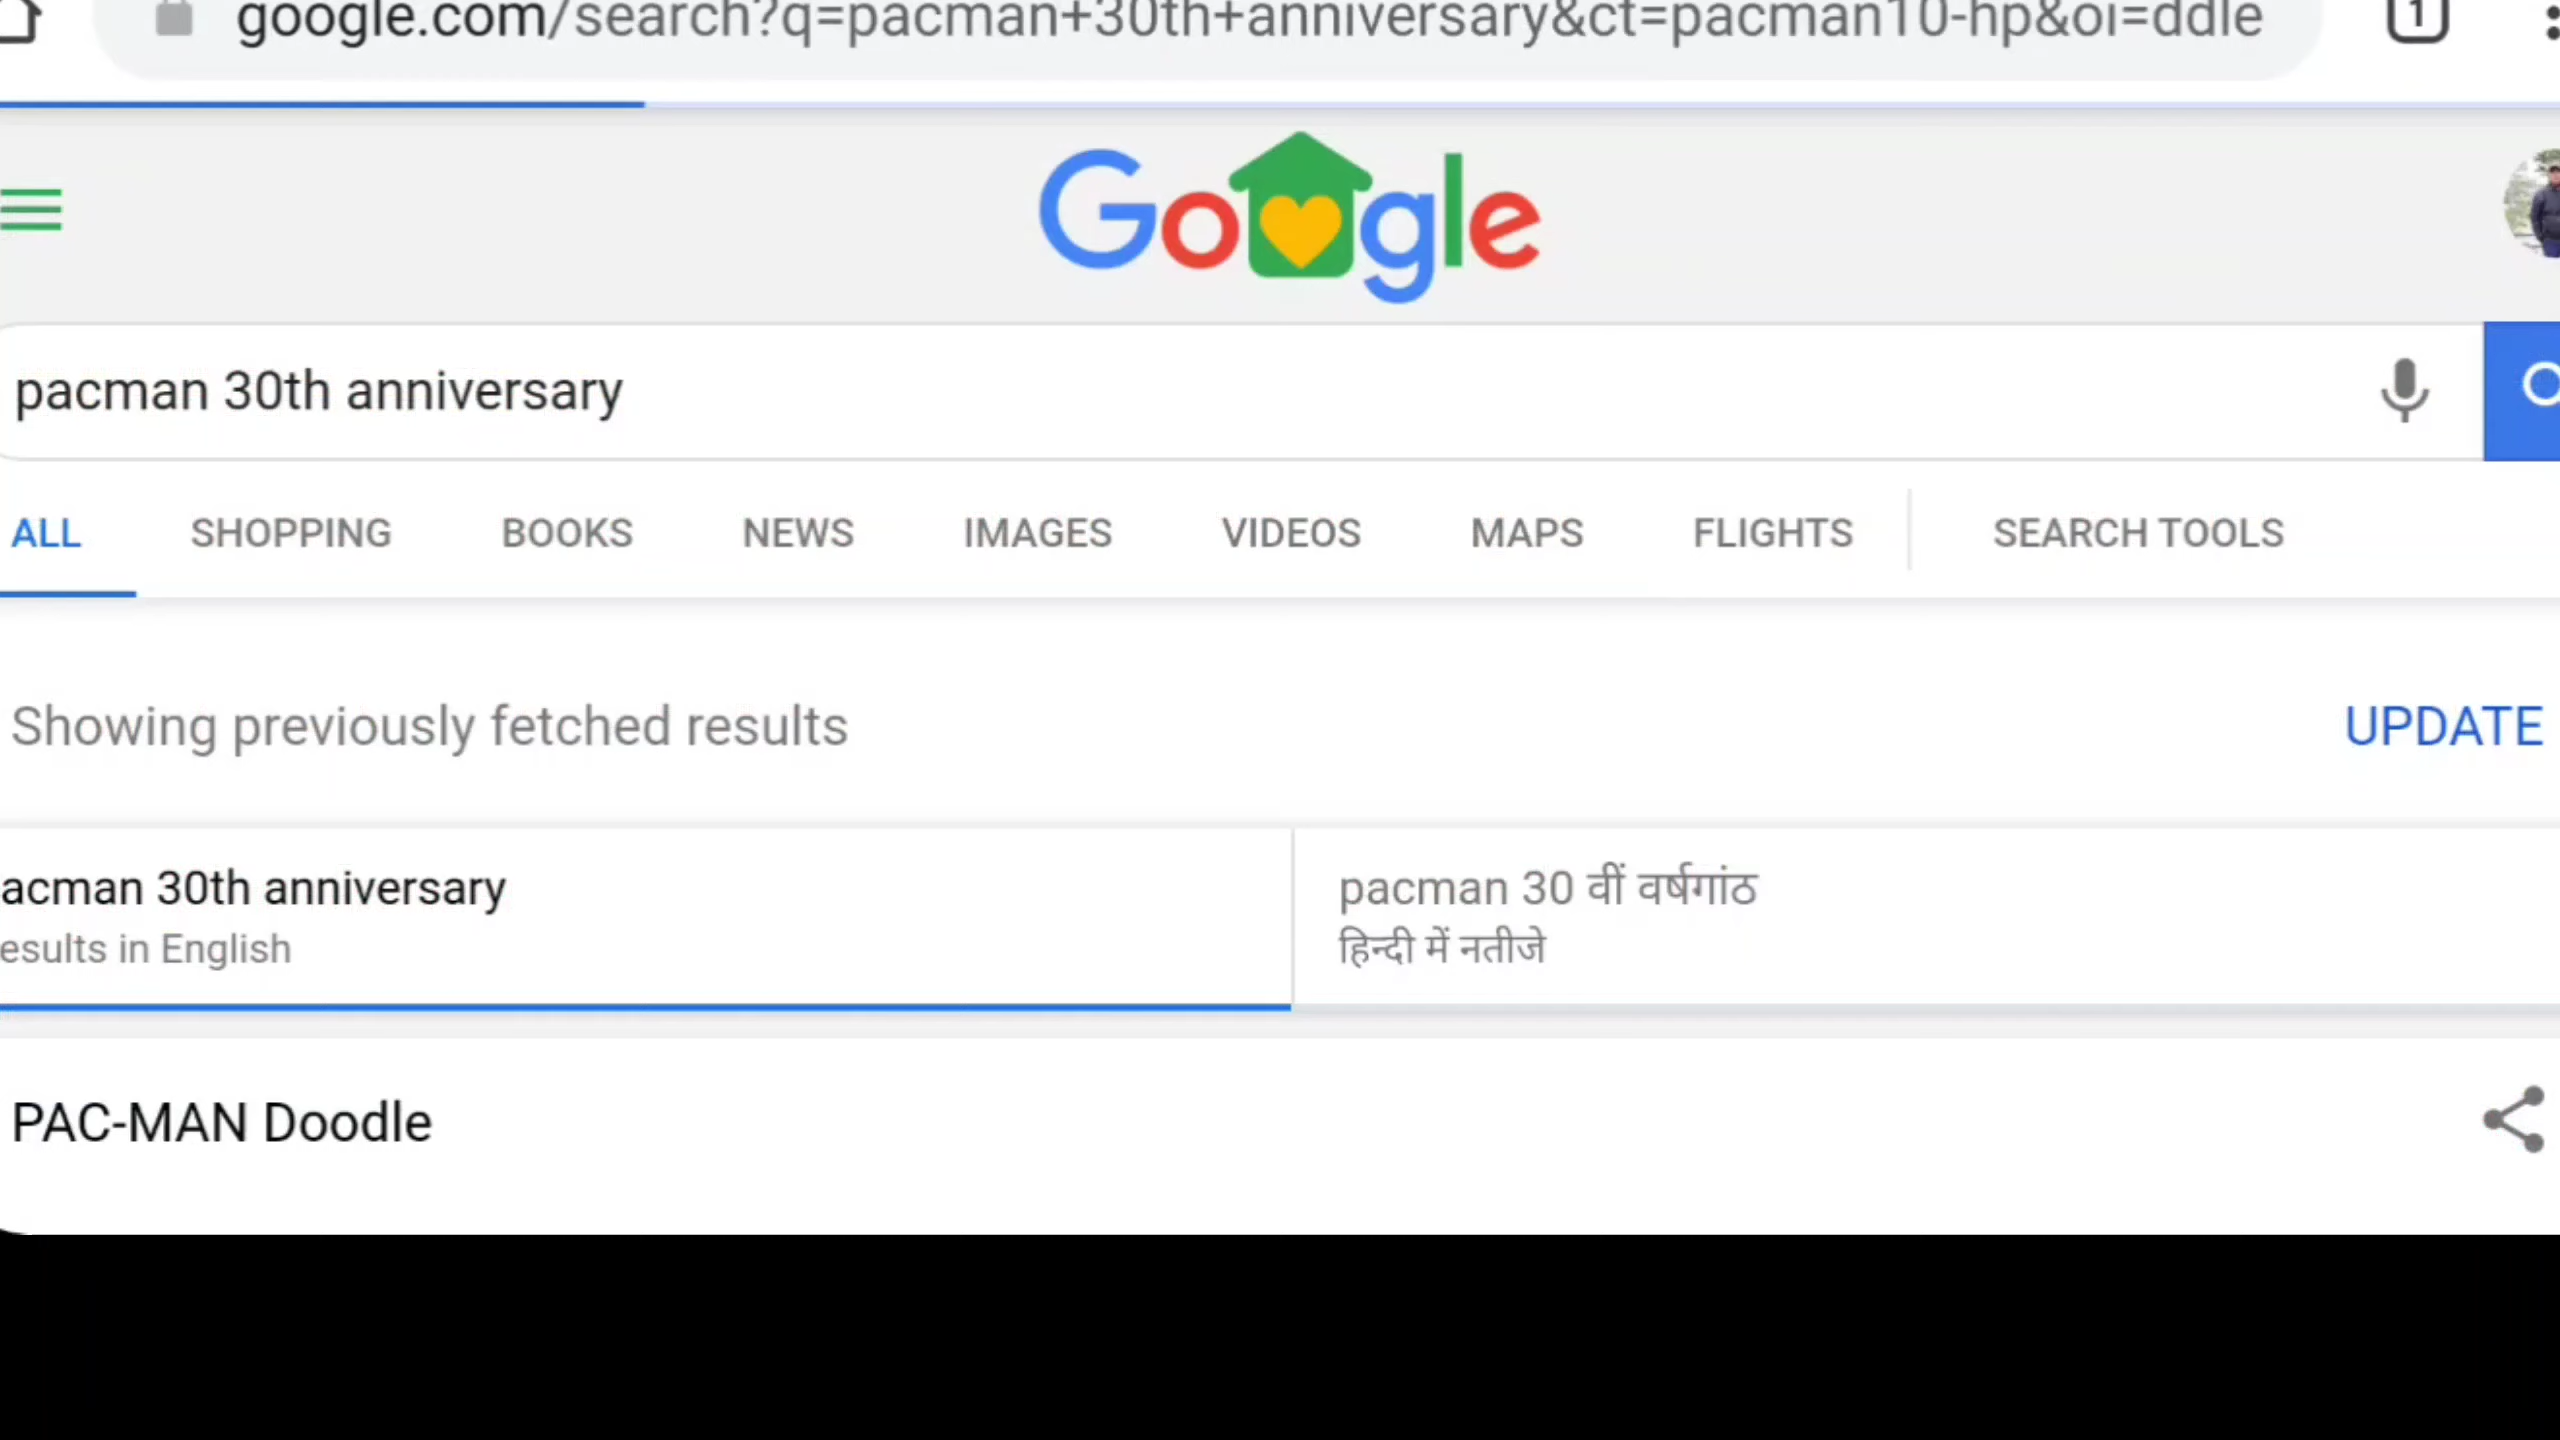 google.com/search?q=pacman+30th+anniversary&ct=pacman10-hp&oi=ddle
1
Google
pacman 30th anniversary
ALL SHOPPING BOOKS NEWS IMAGES VIDEOS MAPS FLIGHTS SEARCH TOOLS
Showing previously fetched results UPDATE
acman 30th anniversary
esults in English
pacman 30 वीं वर्षगांठ
हिन्दी में नतीजे
PAC-MAN Doodle